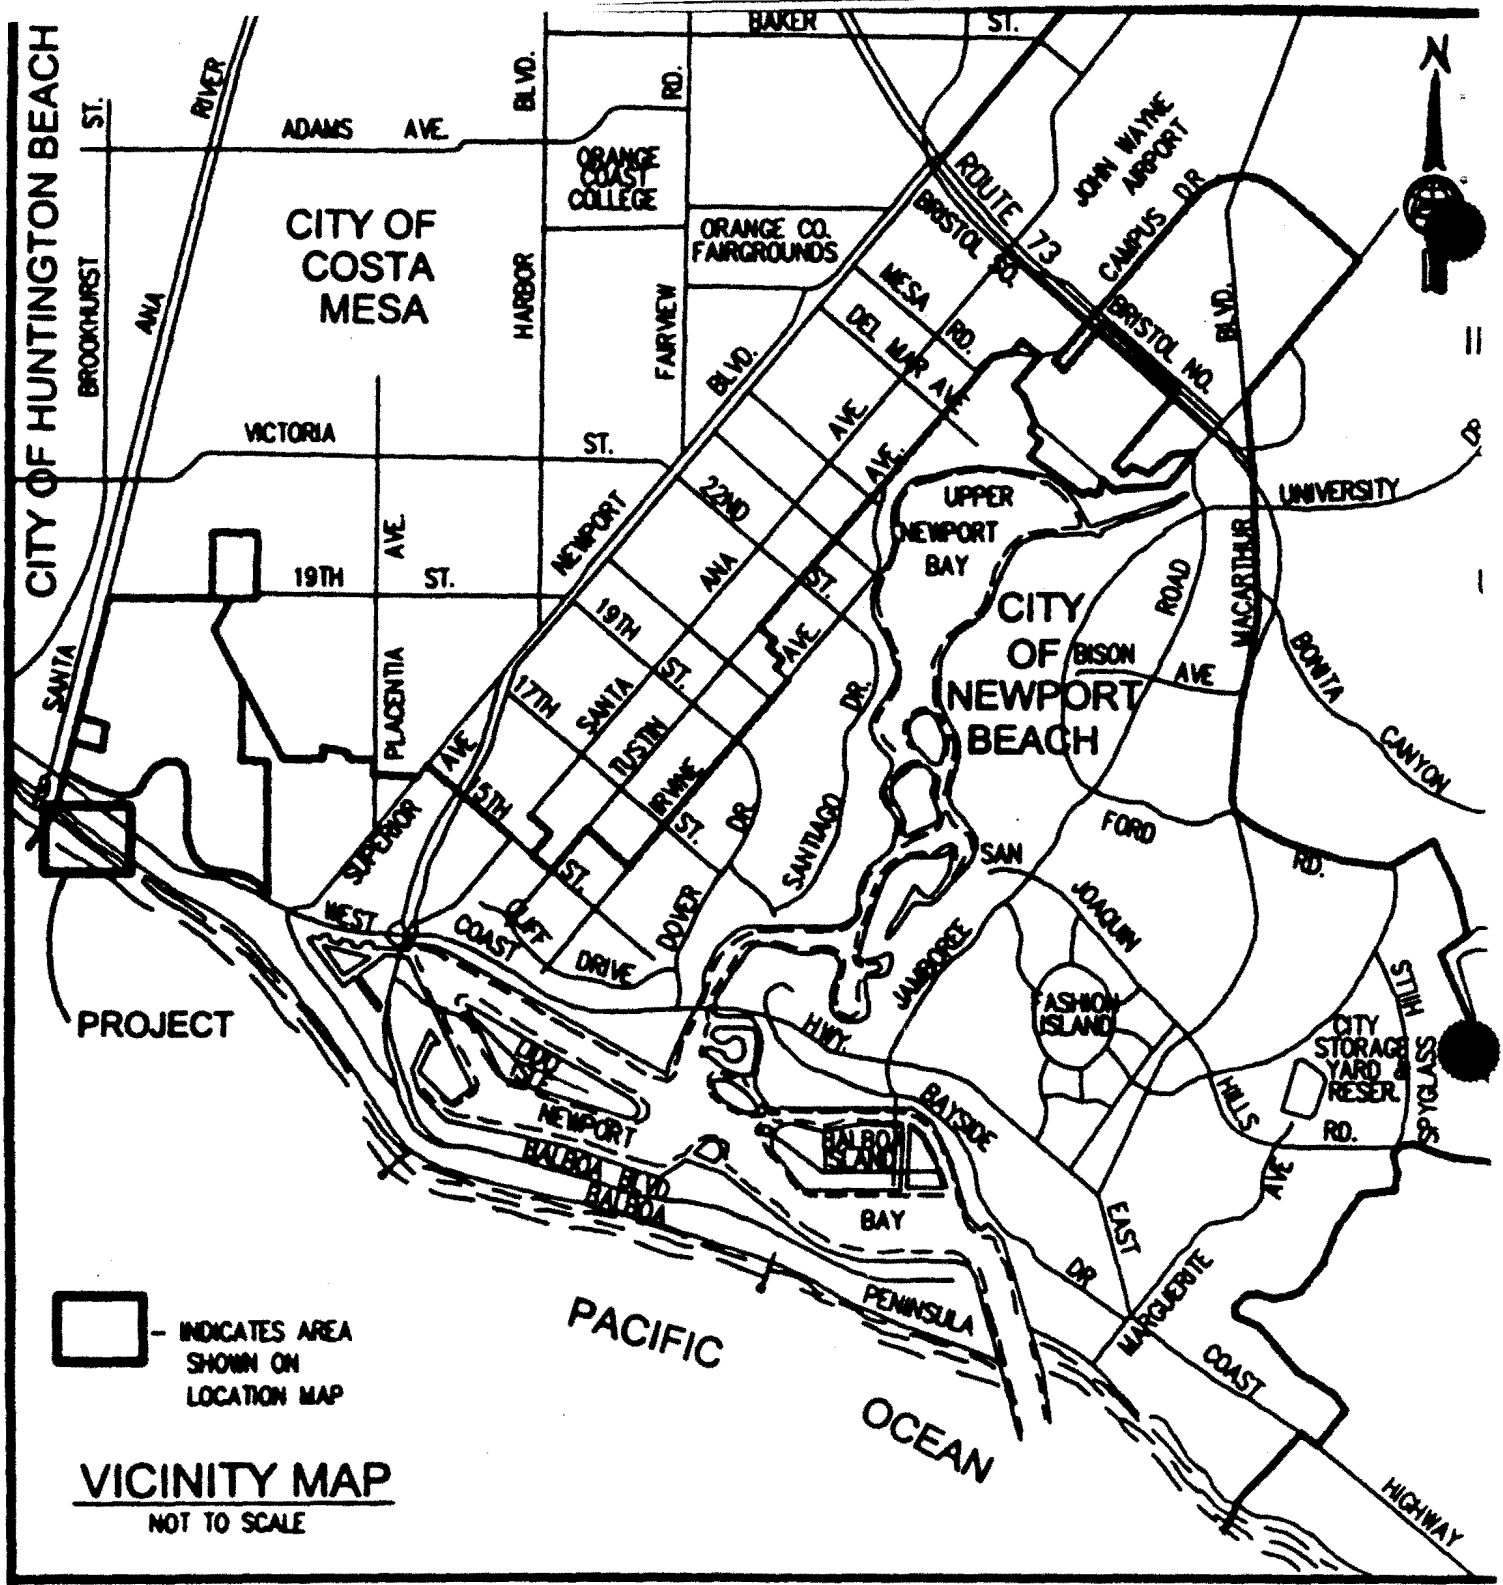 BAKER ST.
N
CITY OF HUNTINGTON BEACH
BROOKHURST ST.
SANTA ANA RIVER
ADAMS AVE.
HARBOR BLVD.
FAIRVIEW RD.
ORANGE
COAST
COLLEGE
CITY OF
COSTA
MESA
ORANGE CO.
FAIRGROUNDS
ROUTE 73
BRISTOL SO.
JOHN WAYNE
AIRPORT
CAMPUS DR
BRISTOL NO.
MESA RD.
DEL MAR AVE
NEWPORT BLVD.
VICTORIA ST.
22ND ST.
UPPER
NEWPORT
BAY
UNIVERSITY DR
MACARTHUR BLVD.
19TH ST.
PLACENTIA AVE.
19TH ST.
17TH ST.
15TH ST.
SANTA ANA AVE.
TUSTIN AVE.
IRVINE AVE
CITY
OF
NEWPORT
BEACH
BISON AVE
BONITA CANYON
JAMBOREE ROAD
FORD RD.
SUPERIOR AVE
DOVER DR
SANTIAGO DR.
CLIFF DRIVE
WEST COAST HWY.
SAN JOAQUIN HILLS RD.
FASHION
ISLAND
CITY
STORAGE
YARD &
RESER.
SPYGLASS HILLS
PROJECT
LIDO
ISLE
NEWPORT
BAY
BALBOA
ISLAND
BAYSIDE DR
BALBOA BLVD
BALBOA PENINSULA
MARGUERITE AVE
EAST COAST HIGHWAY
PACIFIC OCEAN
- INDICATES AREA
SHOWN ON
LOCATION MAP
VICINITY MAP
NOT TO SCALE